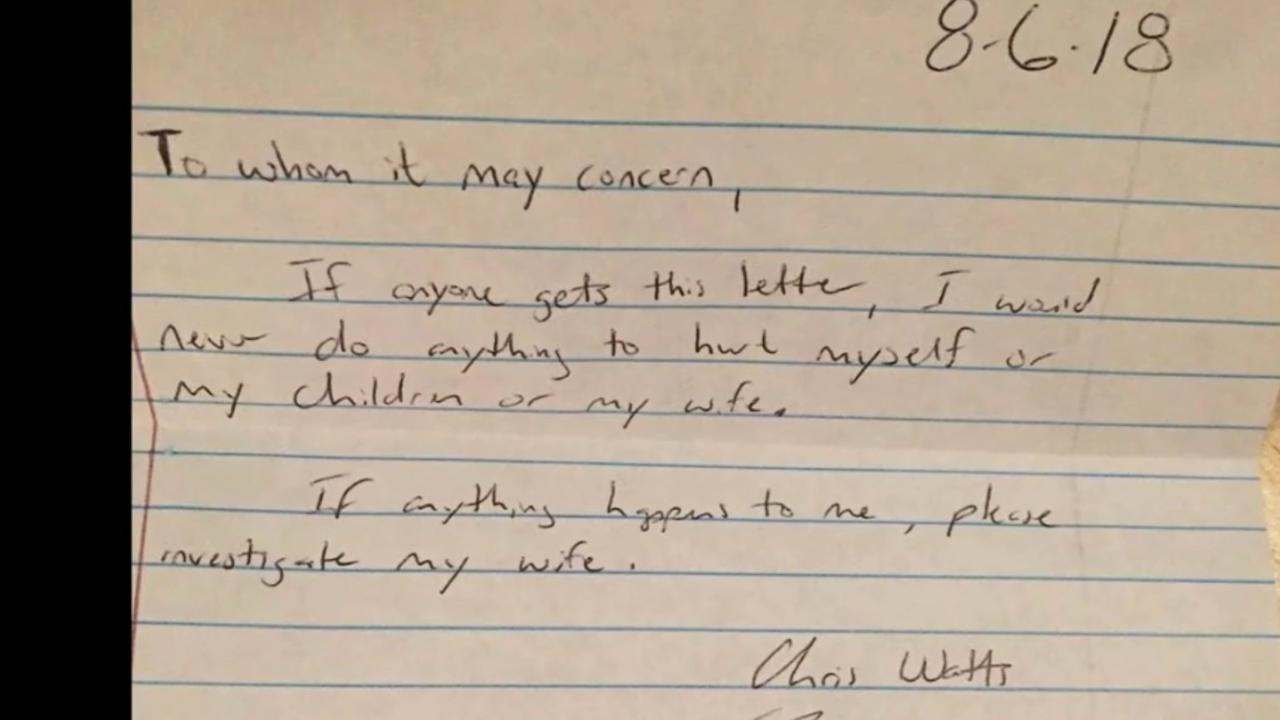 8-6-18
To whom it may concern,
If anyone gets this letter, I would
never do anything to hurt myself or
my children or my wife.
If anything happens to me, please
investigate my wife.
Chris Watts